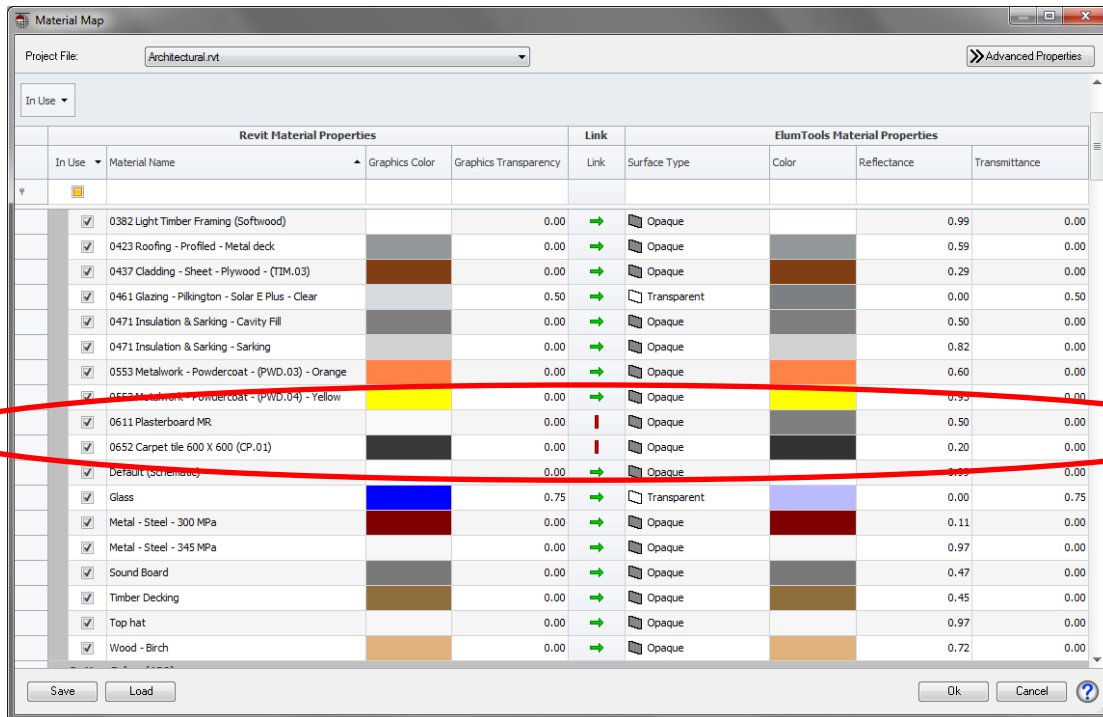 Material Map
Project File: Architectural.rvt Advanced Properties
In Use
Revit Material Properties Link ElumTools Material Properties
In Use Material Name Graphics Color Graphics Transparency Link Surface Type Color Reflectance Transmittance
0382 Light Timber Framing (Softwood) 0.00 Opaque 0.99 0.00
0423 Roofing - Profiled - Metal deck 0.00 Opaque 0.59 0.00
0437 Cladding - Sheet - Plywood - (TIM.03) 0.00 Opaque 0.29 0.00
0461 Glazing - Pilkington - Solar E Plus - Clear 0.50 Transparent 0.00 0.50
0471 Insulation & Sarking - Cavity Fill 0.00 Opaque 0.50 0.00
0471 Insulation & Sarking - Sarking 0.00 Opaque 0.82 0.00
0553 Metalwork - Powdercoat - (PWD.03) - Orange 0.00 Opaque 0.60 0.00
0553 Metalwork - Powdercoat - (PWD.04) - Yellow 0.00 Opaque 0.93 0.00
0611 Plasterboard MR 0.00 Opaque 0.50 0.00
0652 Carpet tile 600 X 600 (CP.01) 0.00 Opaque 0.20 0.00
Default (Schematic) 0.00 Opaque 0.99 0.00
Glass 0.75 Transparent 0.00 0.75
Metal - Steel - 300 MPa 0.00 Opaque 0.11 0.00
Metal - Steel - 345 MPa 0.00 Opaque 0.97 0.00
Sound Board 0.00 Opaque 0.47 0.00
Timber Decking 0.00 Opaque 0.45 0.00
Top hat 0.00 Opaque 0.97 0.00
Wood - Birch 0.00 Opaque 0.72 0.00
Save Load Ok Cancel ?